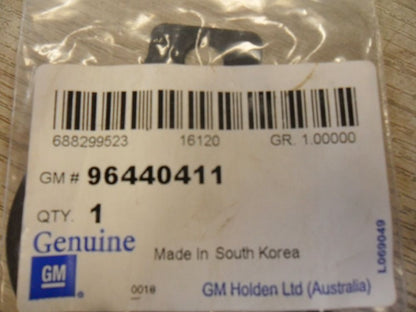 688299523 16120 GR. 1.00000
GM # 96440411
QTY. 1
Genuine
GM
®
Made In South Korea
0016
GM Holden Ltd (Australia)
L069049